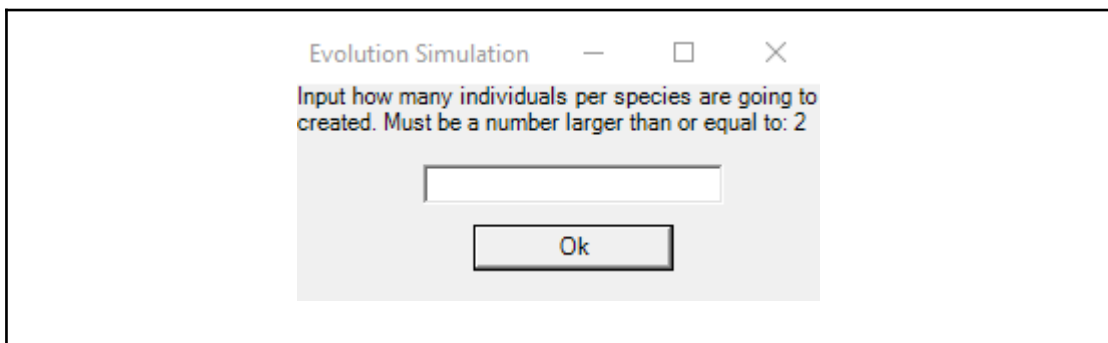 Evolution Simulation
Input how many individuals per species are going to
created. Must be a number larger than or equal to: 2
Ok